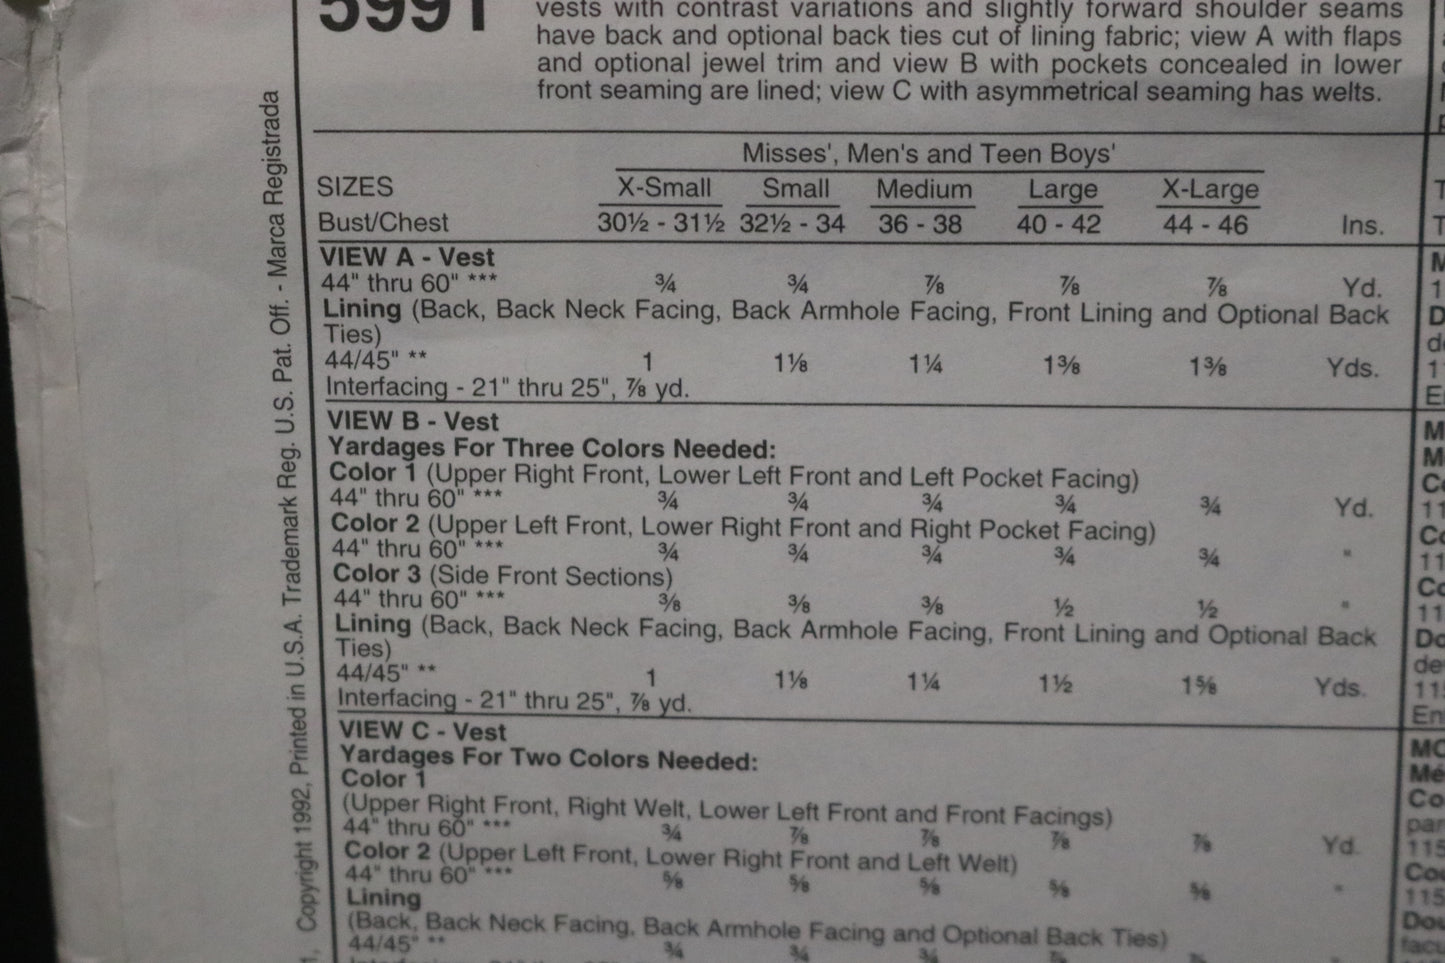 5991
vests with contrast variations and slightly forward shoulder seams
have back and optional back ties cut of lining fabric; view A with flaps
and optional jewel trim and view B with pockets concealed in lower
front seaming are lined; view C with asymmetrical seaming has welts.
Misses', Men's and Teen Boys'
SIZES X-Small Small Medium Large X-Large
Bust/Chest 30½ - 31½ 32½ - 34 36 - 38 40 - 42 44 - 46 Ins.
VIEW A - Vest
44" thru 60" *** ¾ ¾ ⅞ ⅞ ⅞ Yd.
Lining (Back, Back Neck Facing, Back Armhole Facing, Front Lining and Optional Back
Ties)
44/45" ** 1 1⅛ 1¼ 1⅜ 1⅜ Yds.
Interfacing - 21" thru 25", ⅞ yd.
VIEW B - Vest
Yardages For Three Colors Needed:
Color 1 (Upper Right Front, Lower Left Front and Left Pocket Facing)
44" thru 60" *** ¾ ¾ ¾ ¾ ¾ Yd.
Color 2 (Upper Left Front, Lower Right Front and Right Pocket Facing)
44" thru 60" *** ¾ ¾ ¾ ¾ ¾ "
Color 3 (Side Front Sections)
44" thru 60" *** ⅜ ⅜ ⅜ ½ ½ "
Lining (Back, Back Neck Facing, Back Armhole Facing, Front Lining and Optional Back
Ties)
44/45" ** 1 1⅛ 1¼ 1½ 1⅝ Yds.
Interfacing - 21" thru 25", ⅞ yd.
VIEW C - Vest
Yardages For Two Colors Needed:
Color 1
(Upper Right Front, Right Welt, Lower Left Front and Front Facings)
44" thru 60" *** ¾ ⅞ ⅞ ⅞ ⅞ Yd.
Color 2 (Upper Left Front, Lower Right Front and Left Welt)
44" thru 60" *** ⅝ ⅝ ⅝ ⅝ ⅝ "
Lining
(Back, Back Neck Facing, Back Armhole Facing and Optional Back Ties)
44/45" ** ¾ ¾ ¾
Copyright 1992, Printed in U.S.A. Trademark Reg. U.S. Pat. Off. - Marca Registrada